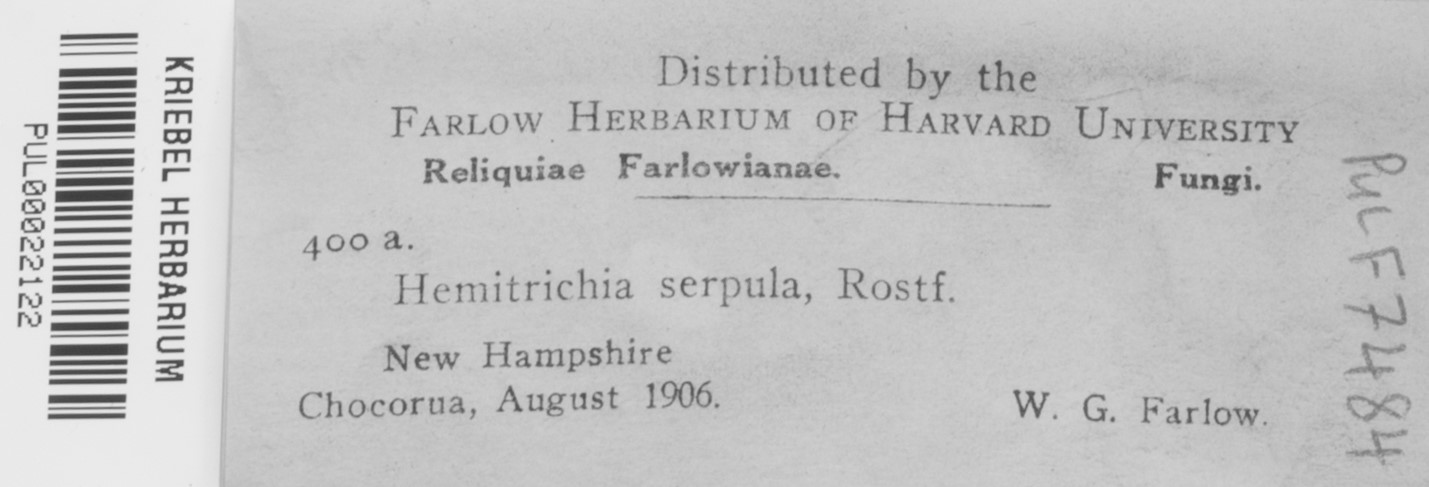 KRIEBEL HERBARIUM
PUL00022122
Distributed by the
FARLOW HERBARIUM OF HARVARD UNIVERSITY
Reliquiae Farlowianae. Fungi.
400 a.
Hemitrichia serpula, Rostf.
New Hampshire
Chocorua, August 1906. W. G. Farlow.
PUL F7484